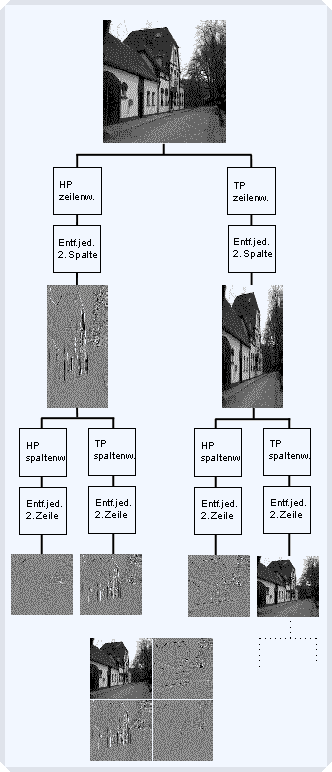 HP
zeilenw.
TP
zeilenw.
Entf.jed.
2. Spalte
Entf.jed.
2. Spalte
HP
spaltenw.
TP
spaltenw.
HP
spaltenw.
TP
spaltenw.
Entf.jed.
2.Zeile
Entf.jed.
2.Zeile
Entf.jed.
2.Zeile
Entf.jed.
2.Zeile